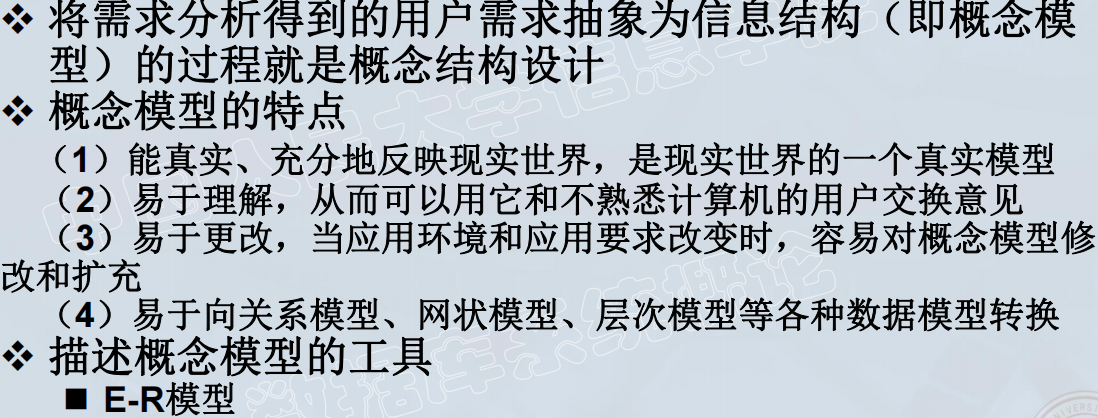 ❖ 将需求分析得到的用户需求抽象为信息结构（即概念模
型）的过程就是概念结构设计
❖ 概念模型的特点
（1）能真实、充分地反映现实世界，是现实世界的一个真实模型
（2）易于理解，从而可以用它和不熟悉计算机的用户交换意见
（3）易于更改，当应用环境和应用要求改变时，容易对概念模型修
改和扩充
（4）易于向关系模型、网状模型、层次模型等各种数据模型转换
❖ 描述概念模型的工具
■ E-R模型